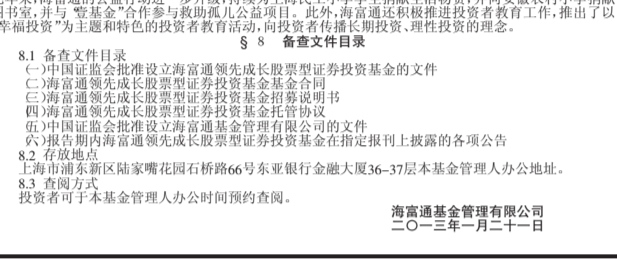 图书室,并与“壹基金”合作参与救助孤儿公益项目。此外,海富通还积极推进投资者教育工作,推出了以
幸福投资”为主题和特色的投资者教育活动,向投资者传播长期投资、理性投资的理念。
§ 8 备查文件目录
8.1 备查文件目录
(一)中国证监会批准设立海富通领先成长股票型证券投资基金的文件
(二)海富通领先成长股票型证券投资基金基金合同
(三)海富通领先成长股票型证券投资基金招募说明书
(四)海富通领先成长股票型证券投资基金托管协议
(五)中国证监会批准设立海富通基金管理有限公司的文件
(六)报告期内海富通领先成长股票型证券投资基金在指定报刊上披露的各项公告
8.2 存放地点
上海市浦东新区陆家嘴花园石桥路66号东亚银行金融大厦36-37层本基金管理人办公地址。
8.3 查阅方式
投资者可于本基金管理人办公时间预约查阅。
海富通基金管理有限公司
二〇一三年一月二十一日